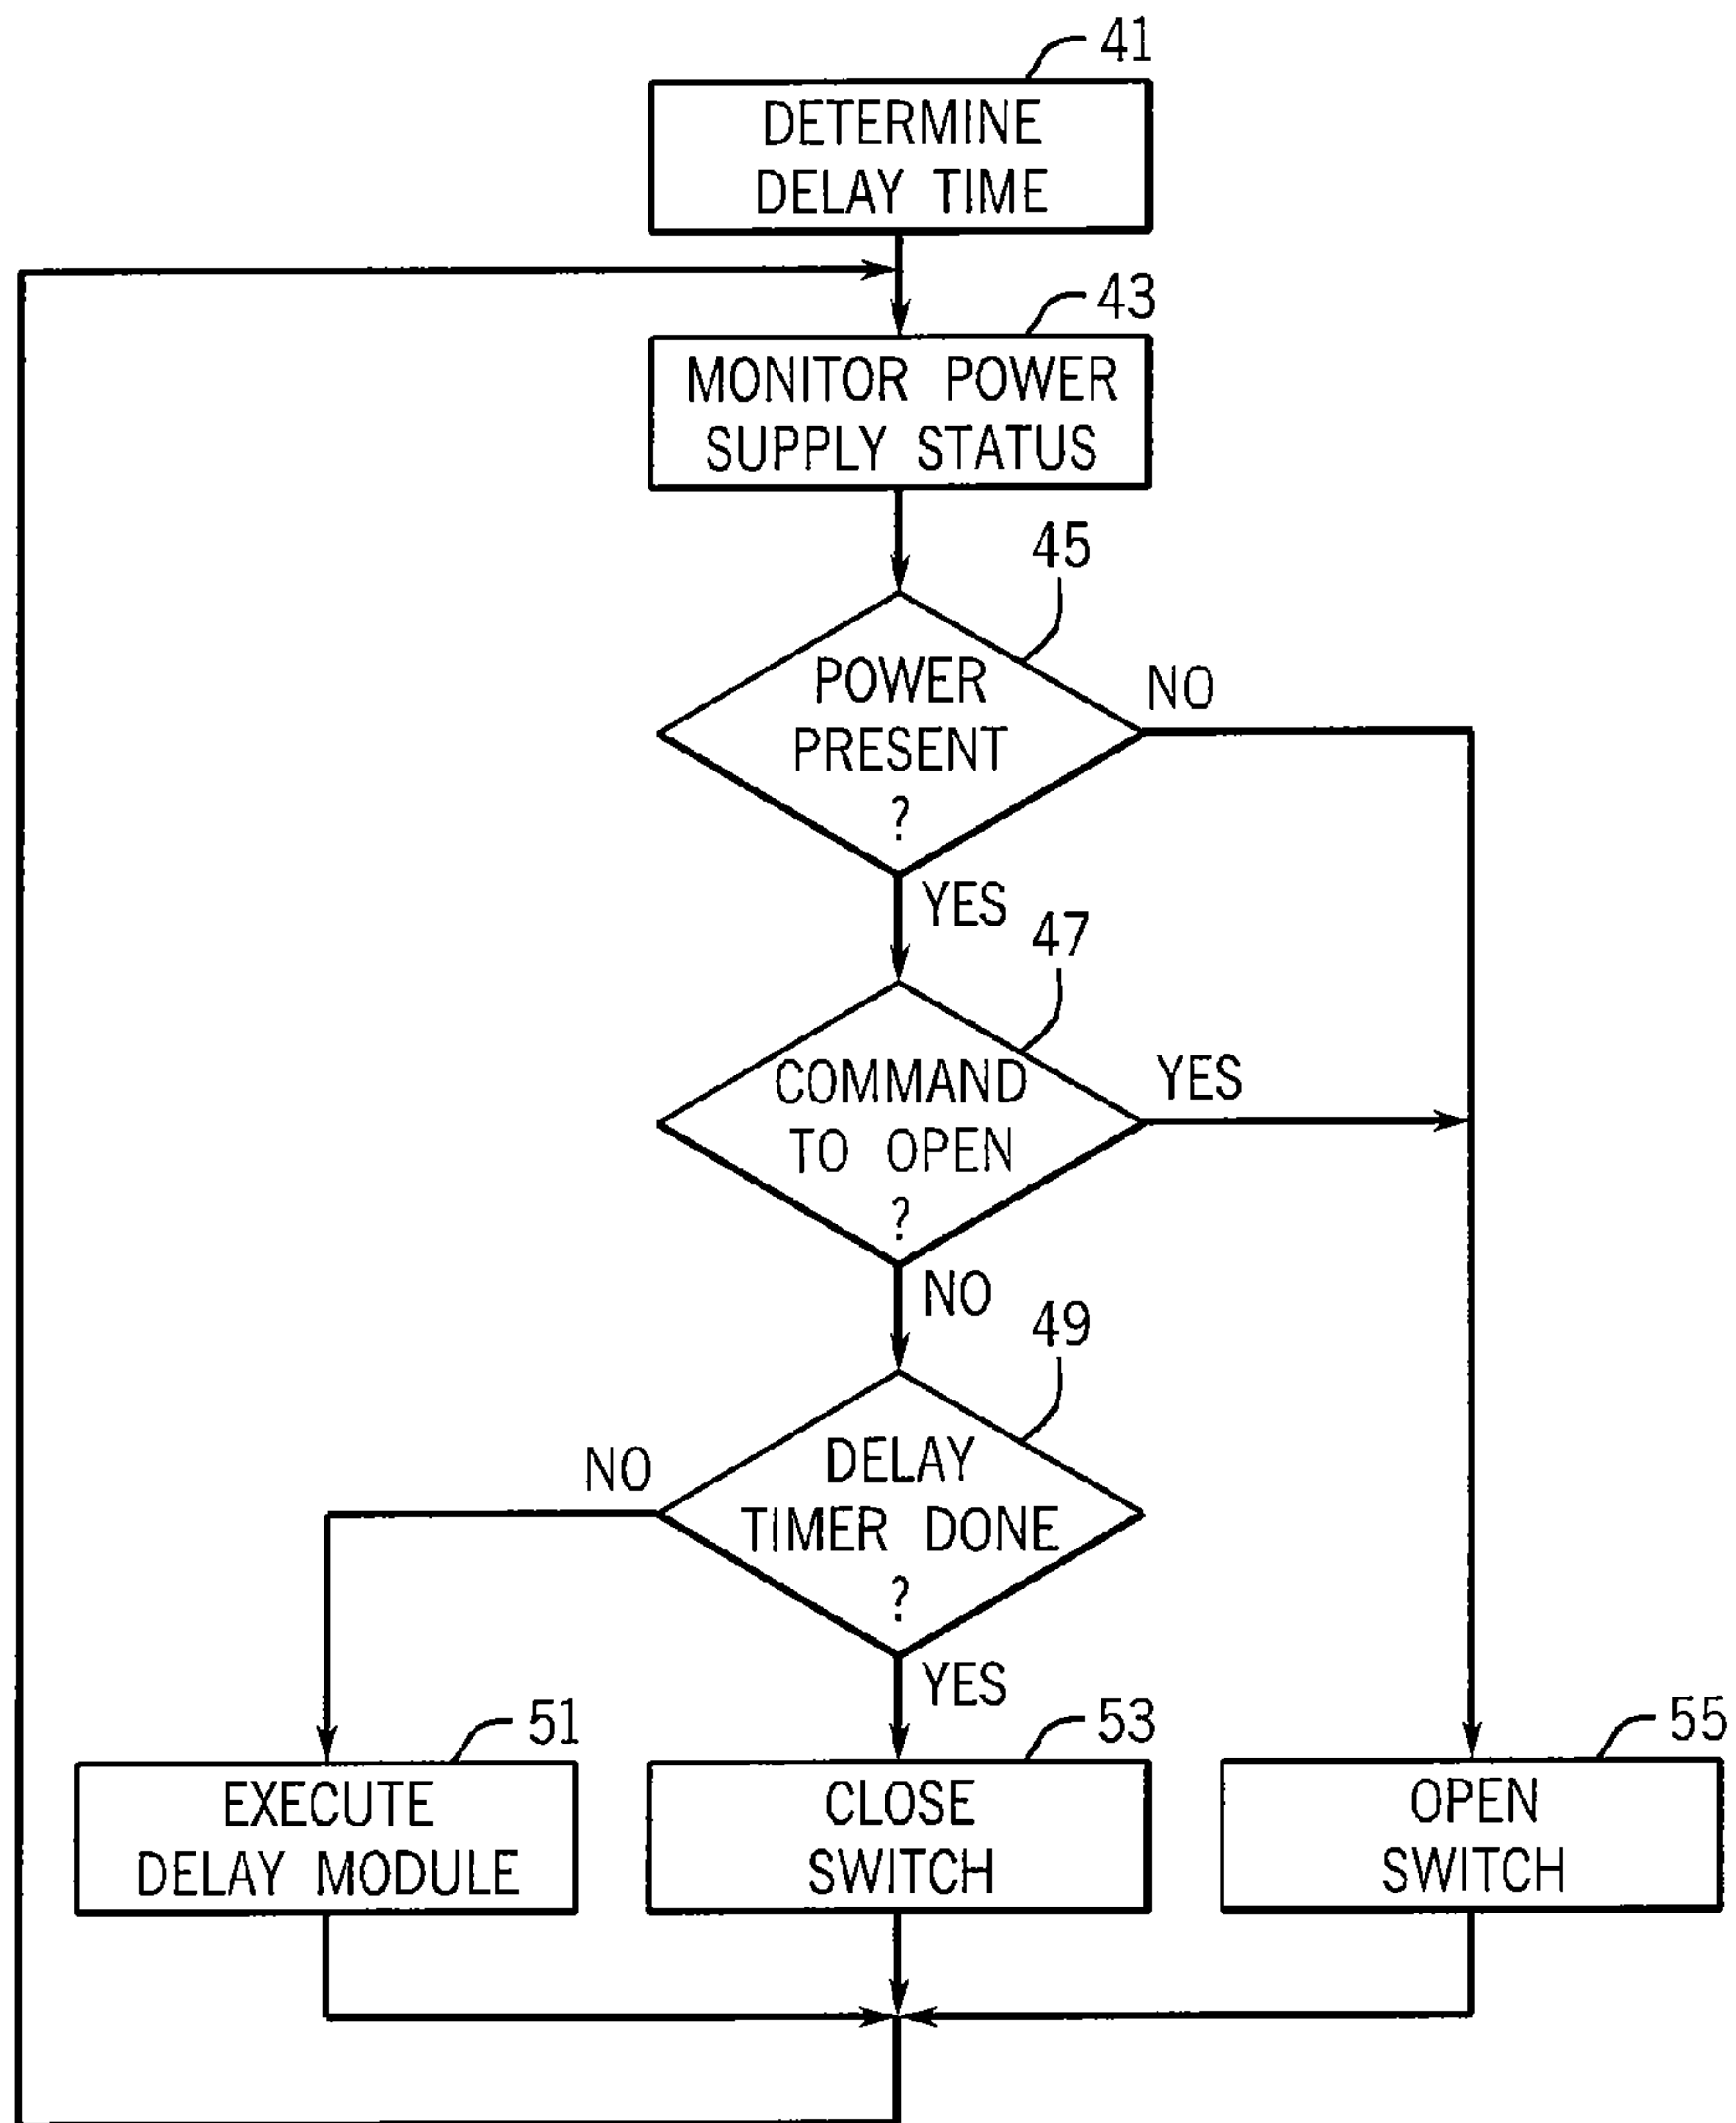 41
DETERMINE
DELAY TIME
43
MONITOR POWER
SUPPLY STATUS
45
POWER
PRESENT
?
NO
YES
47
COMMAND
TO OPEN
?
YES
NO
49
DELAY
TIMER DONE
?
NO
YES
51
EXECUTE
DELAY MODULE
53
CLOSE
SWITCH
55
OPEN
SWITCH